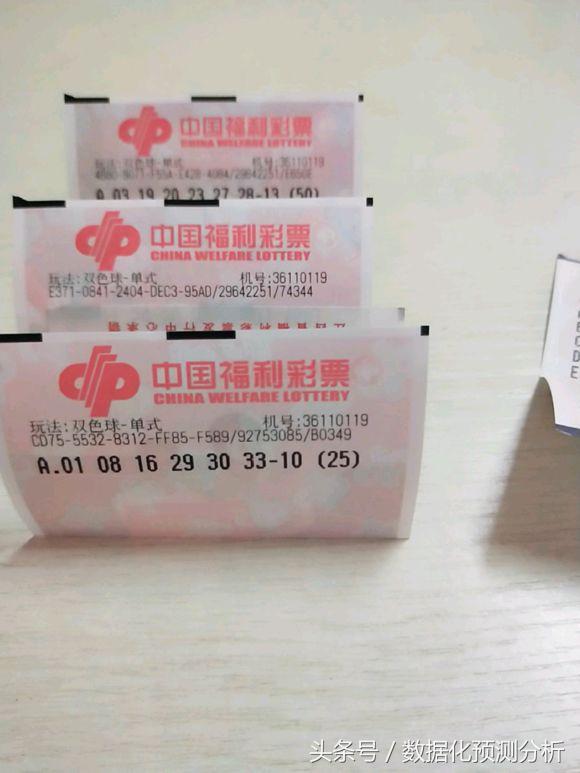 中国福利彩票
CHINA WELFARE LOTTERY
玩法:双色球-单式 机号:36110119
A.03 19 20 23 27 28-13 (50)
中国福利彩票
CHINA WELFARE LOTTERY
玩法:双色球-单式 机号:36110119
E371-0841-2404-DEC3-95AD/29642251/74344
中国福利彩票
CHINA WELFARE LOTTERY
玩法:双色球-单式 机号:36110119
CD75-5532-B312-FF85-F589/92753085/B0349
A.01 08 16 29 30 33-10 (25)
头条号 / 数据化预测分析